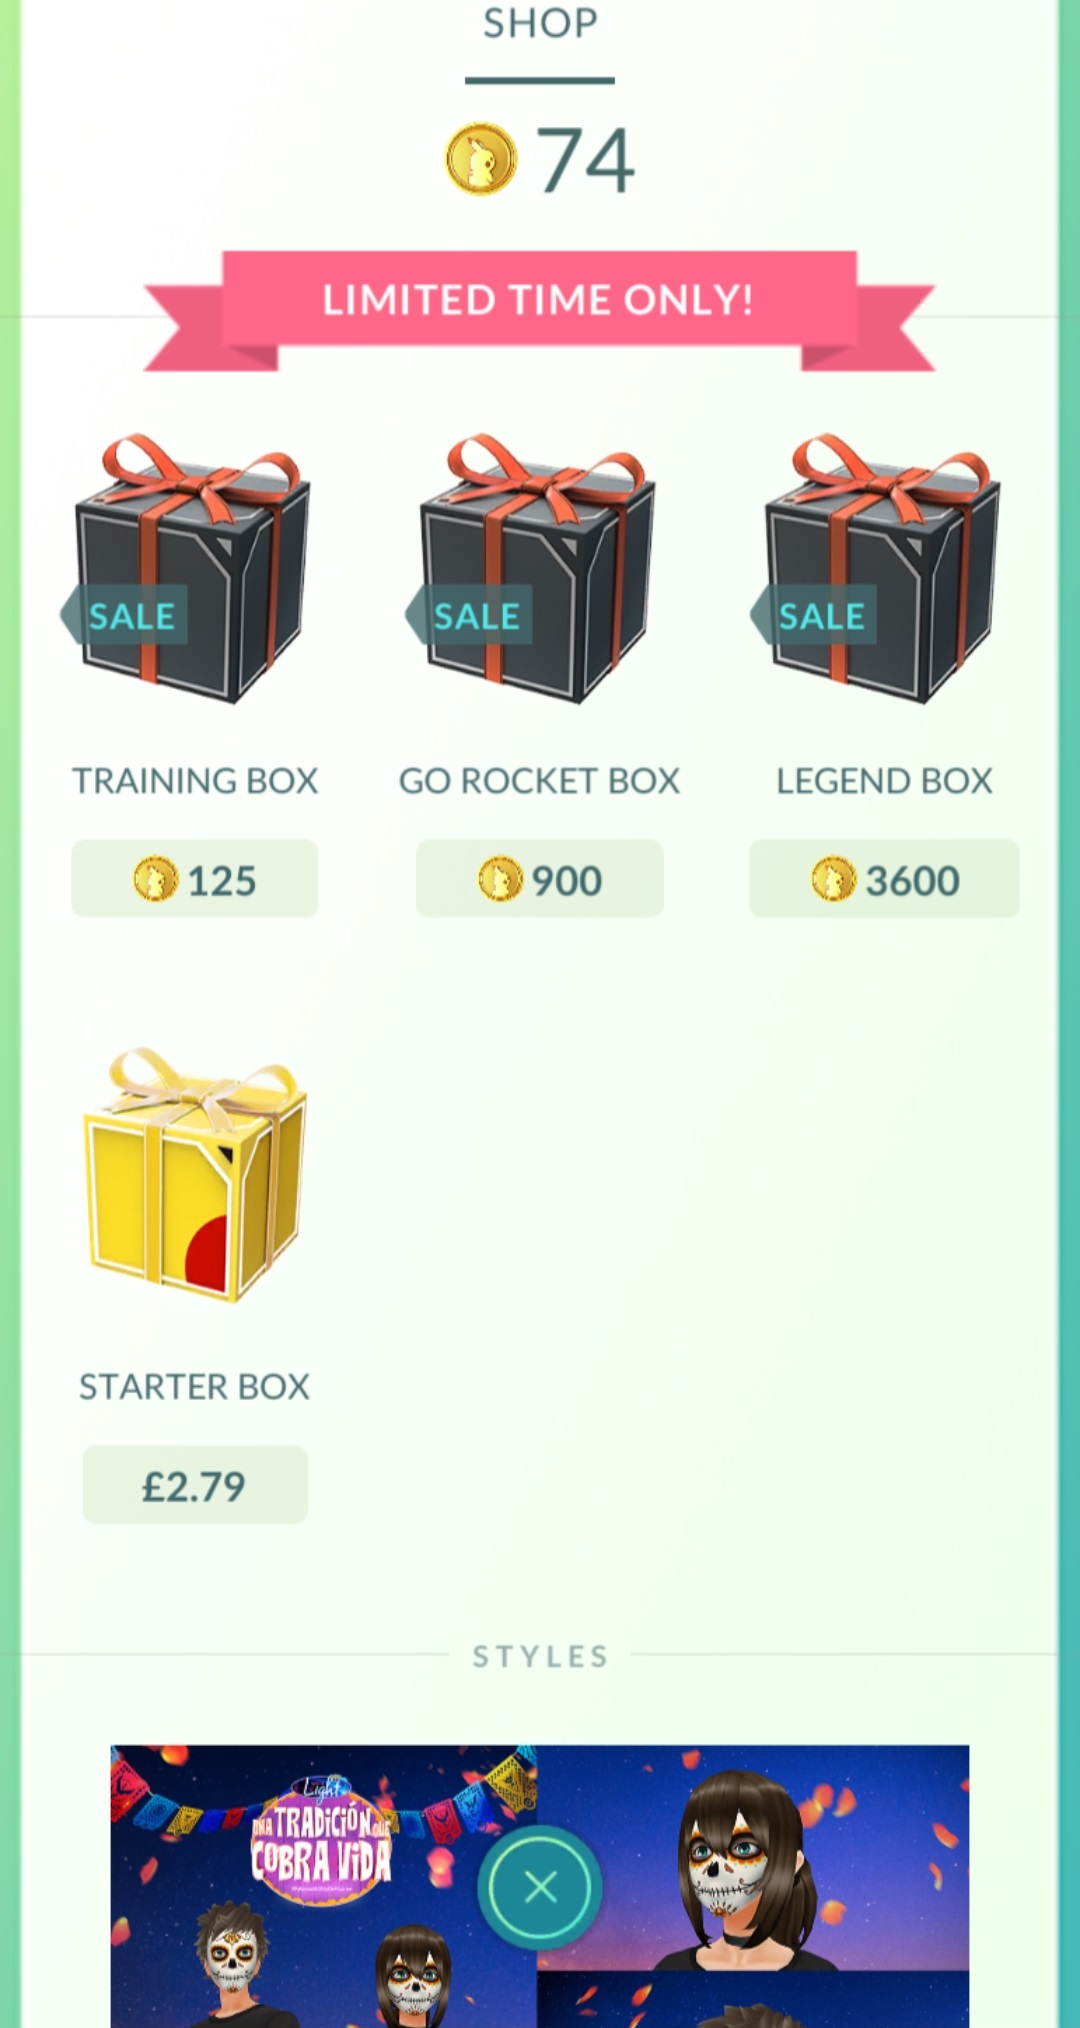 SHOP
74
LIMITED TIME ONLY!
SALE
SALE
SALE
TRAINING BOX
GO ROCKET BOX
LEGEND BOX
125
900
3600
STARTER BOX
£2.79
STYLES
Light
UNA TRADICIÓN QUE
COBRA VIDA